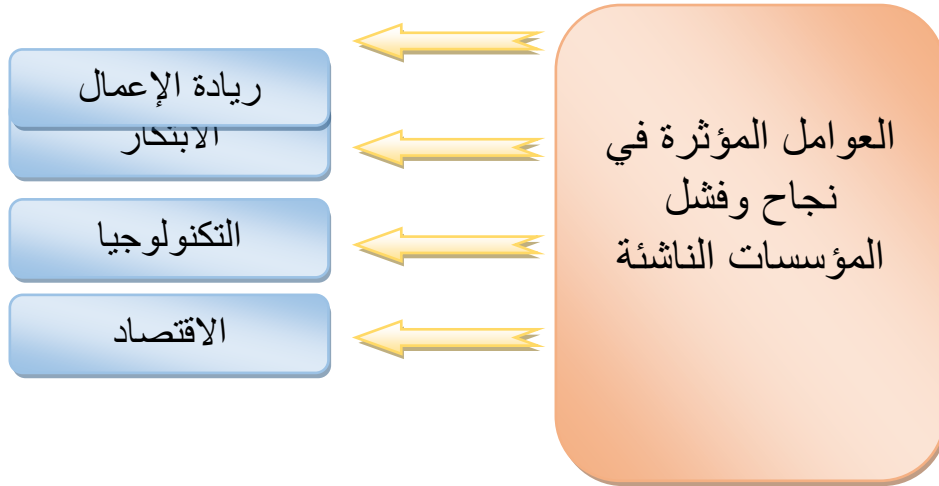 العوامل المؤثرة في
نجاح وفشل
المؤسسات الناشئة
ريادة الإعمال
الابتكار
التكنولوجيا
الاقتصاد